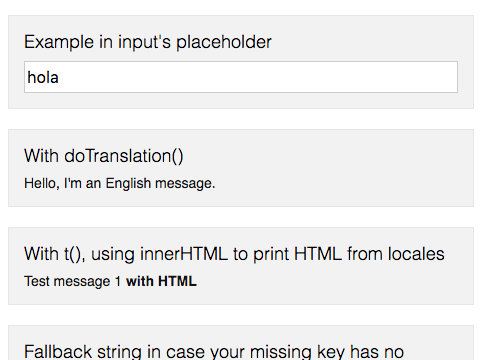 Example in input's placeholder
hola
With doTranslation()
Hello, I'm an English message.
With t(), using innerHTML to print HTML from locales
Test message 1 with HTML
Fallback string in case your missing key has no